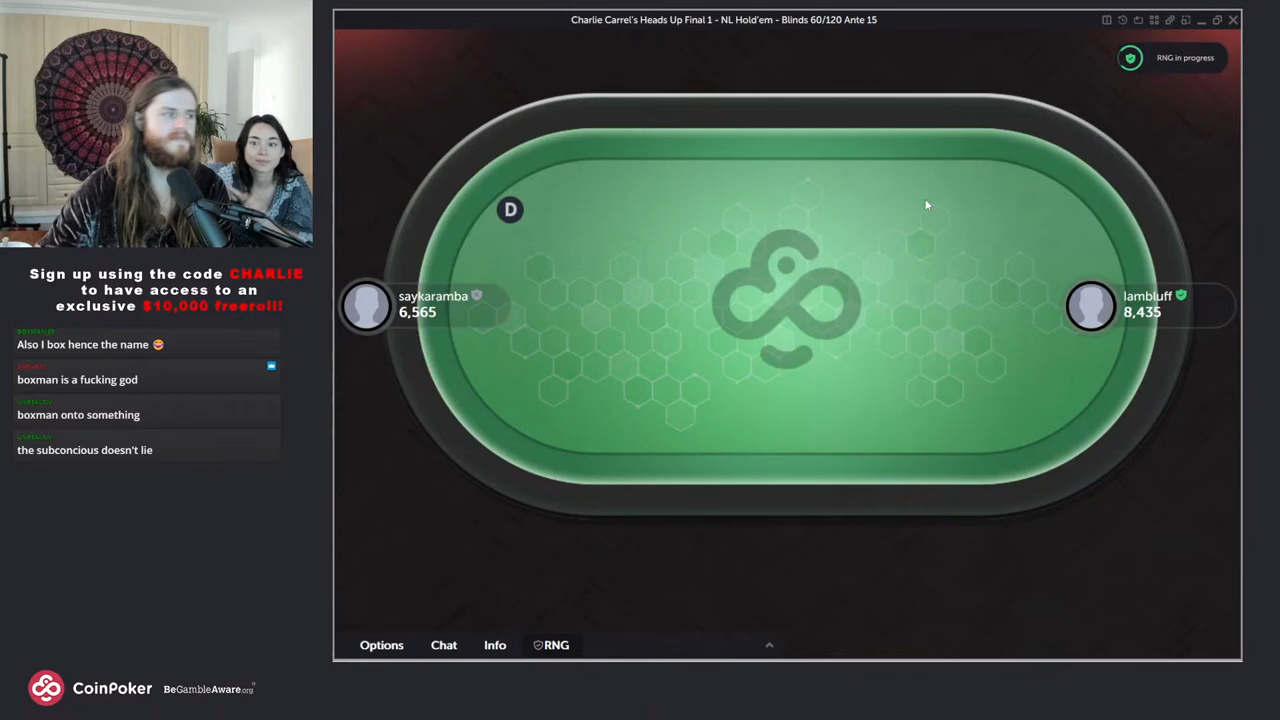 Charlie Carrel's Heads Up Final 1 - NL Hold'em - Blinds 60/120 Ante 15
RNG in progress
D
saykaramba
6,565
lambluff
8,435
Sign up using the code CHARLIE
to have access to an
exclusive $10,000 freeroll!
Also I box hence the name
boxman is a fucking god
UNREALSIV
boxman onto something
UNREALSIV
the subconcious doesn't lie
Options
Chat
Info
RNG
CoinPoker
BeGambleAware.org